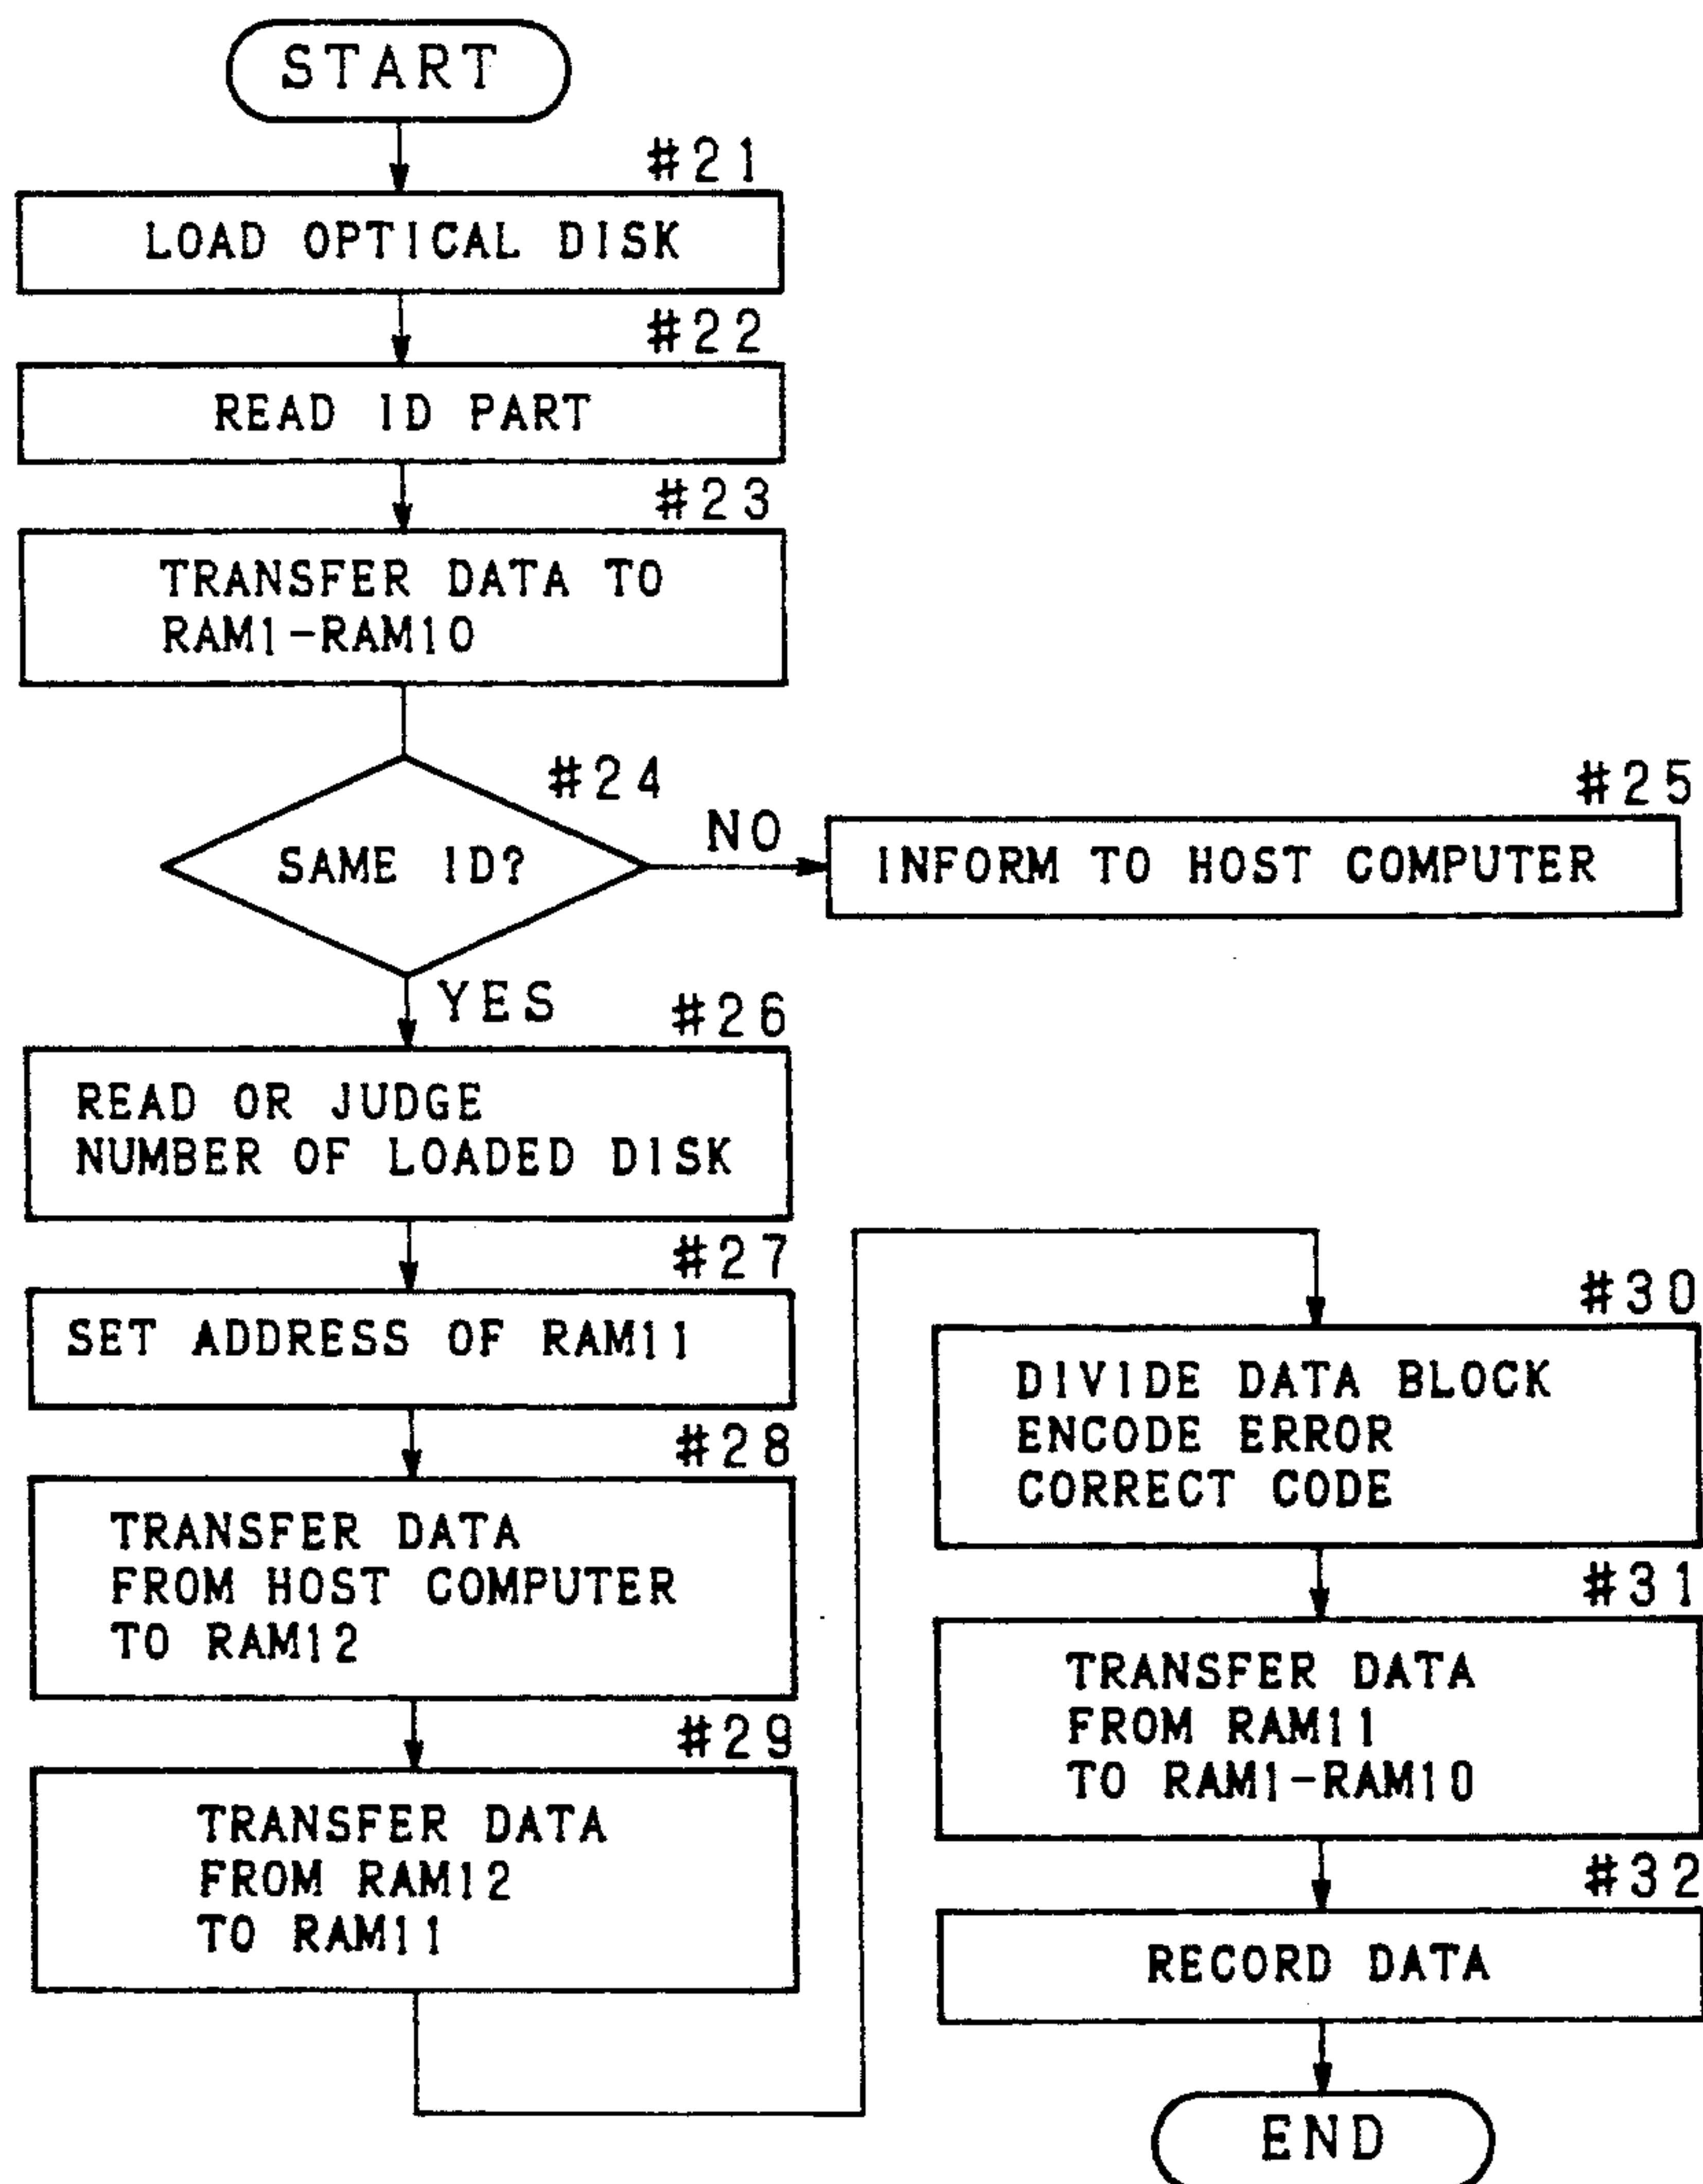 START
#21
LOAD OPTICAL DISK
#22
READ ID PART
#23
TRANSFER DATA TO
RAM1-RAM10
#24
SAME ID?
NO
#25
INFORM TO HOST COMPUTER
YES
#26
READ OR JUDGE
NUMBER OF LOADED DISK
#27
SET ADDRESS OF RAM11
#28
TRANSFER DATA
FROM HOST COMPUTER
TO RAM12
#29
TRANSFER DATA
FROM RAM12
TO RAM11
#30
DIVIDE DATA BLOCK
ENCODE ERROR
CORRECT CODE
#31
TRANSFER DATA
FROM RAM11
TO RAM1-RAM10
#32
RECORD DATA
END